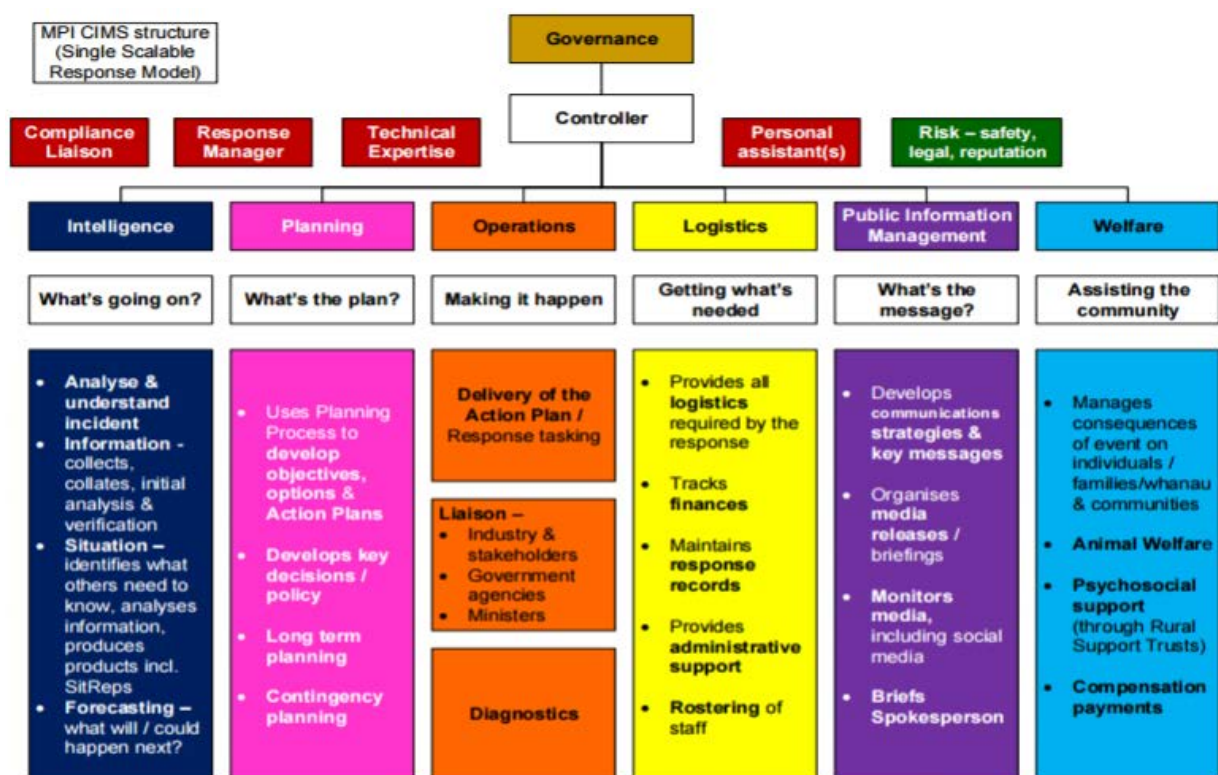 MPI CIMS structure
(Single Scalable
Response Model)
Governance
Controller
Compliance
Liaison
Response
Manager
Technical
Expertise
Personal
assistant(s)
Risk – safety,
legal, reputation
Intelligence
Planning
Operations
Logistics
Public Information
Management
Welfare
What's going on?
What's the plan?
Making it happen
Getting what's
needed
What's the
message?
Assisting the
community
• Analyse &
understand
incident
• Information -
collects,
collates, initial
analysis &
verification
• Situation –
identifies what
others need to
know, analyses
information,
produces
products incl.
SitReps
• Forecasting –
what will / could
happen next?
• Uses Planning
Process to
develop
objectives,
options &
Action Plans
• Develops key
decisions /
policy
• Long term
planning
• Contingency
planning
Delivery of the
Action Plan /
Response tasking
Liaison –
• Industry &
stakeholders
• Government
agencies
• Ministers
Diagnostics
• Provides all
logistics
required by the
response
• Tracks
finances
• Maintains
response
records
• Provides
administrative
support
• Rostering of
staff
• Develops
communications
strategies &
key messages
• Organises
media
releases /
briefings
• Monitors
media,
including social
media
• Briefs
Spokesperson
• Manages
consequences
of event on
individuals /
families/whanau
& communities
• Animal Welfare
• Psychosocial
support
(through Rural
Support Trusts)
• Compensation
payments